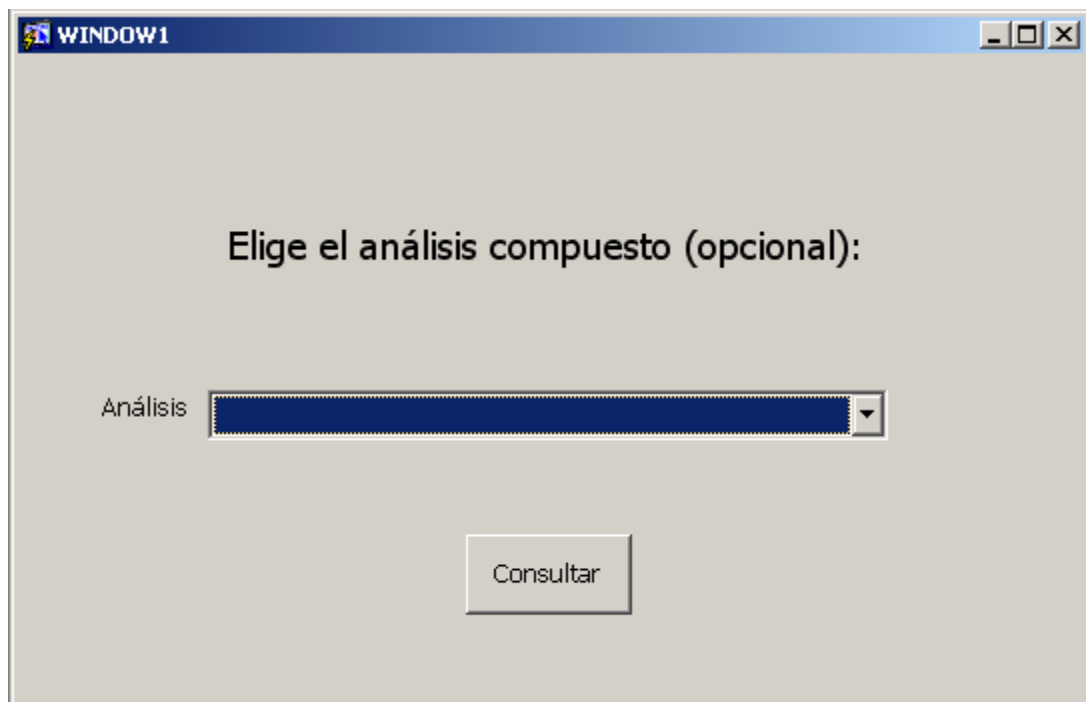 WINDOW1
Elige el análisis compuesto (opcional):
Análisis
Consultar